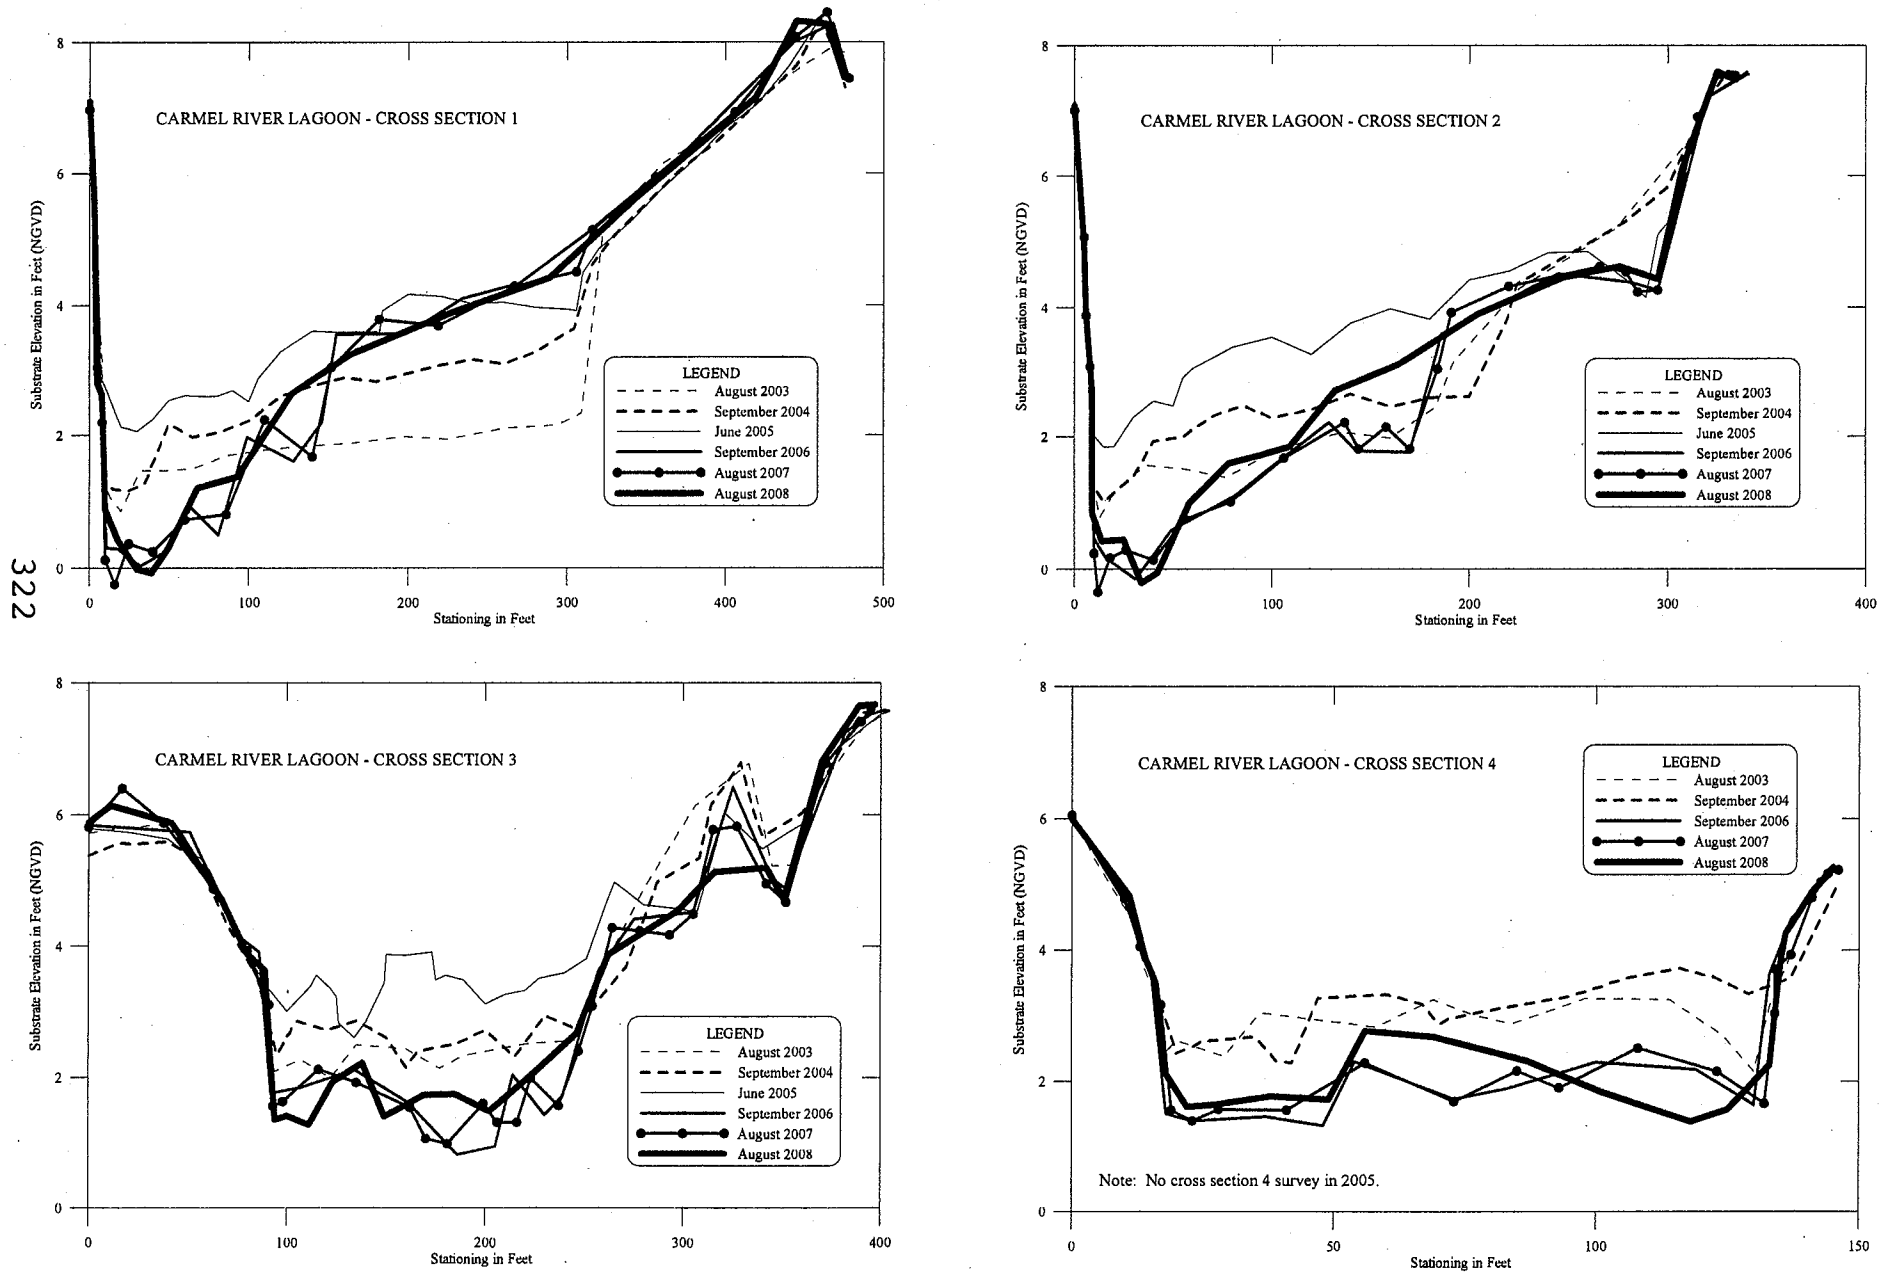 CARMEL RIVER LAGOON - CROSS SECTION 1
Substrate Elevation in Feet (NGVD)
8
6
4
2
0
0 100 200 300 400 500
Stationing in Feet
LEGEND
August 2003
September 2004
June 2005
September 2006
August 2007
August 2008
CARMEL RIVER LAGOON - CROSS SECTION 2
Substrate Elevation in Feet (NGVD)
8
6
4
2
0
0 100 200 300 400
Stationing in Feet
LEGEND
August 2003
September 2004
June 2005
September 2006
August 2007
August 2008
322
CARMEL RIVER LAGOON - CROSS SECTION 3
Substrate Elevation in Feet (NGVD)
8
6
4
2
0
0 100 200 300 400
Stationing in Feet
LEGEND
August 2003
September 2004
June 2005
September 2006
August 2007
August 2008
CARMEL RIVER LAGOON - CROSS SECTION 4
Substrate Elevation in Feet (NGVD)
8
6
4
2
0
0 50 100 150
Stationing in Feet
LEGEND
August 2003
September 2004
September 2006
August 2007
August 2008
Note: No cross section 4 survey in 2005.